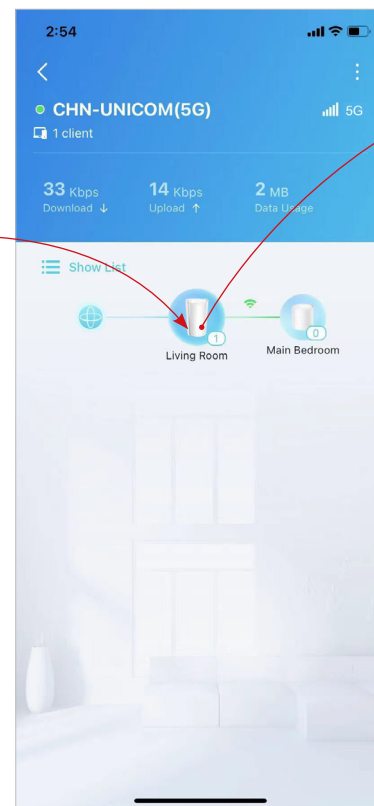 2:54
CHN-UNICOM(5G)
5G
1 client
33 Kbps
14 Kbps
2 MB
Download ↓
Upload ↑
Data Usage
Show List
1
0
Living Room
Main Bedroom